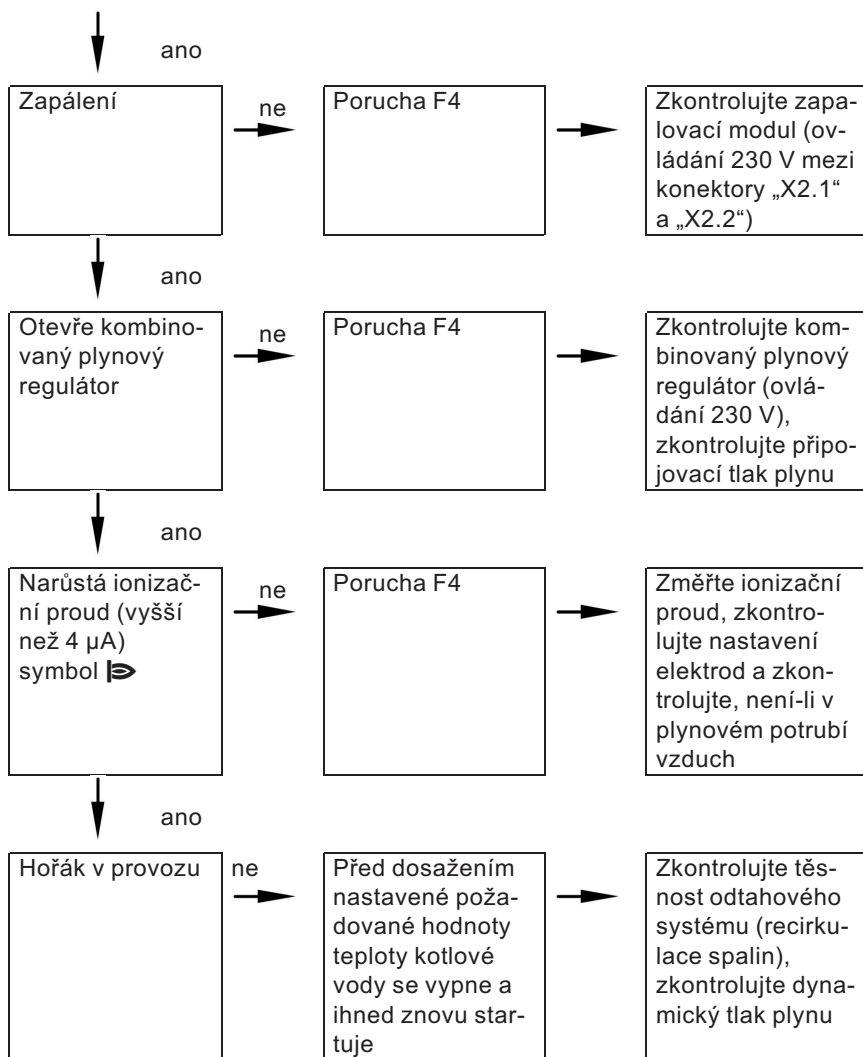 ano
Zapálení
ne
Porucha F4
Zkontrolujte zapa-
lovací modul (ov-
ládání 230 V mezi
konektory „X2.1“
a „X2.2“)
ano
Otevře kombino-
vaný plynový
regulátor
ne
Porucha F4
Zkontrolujte kom-
binovaný plynový
regulátor (ovlá-
dání 230 V),
zkontrolujte připo-
jovací tlak plynu
ano
Narůstá ionizač-
ní proud (vyšší
než 4 μA)
symbol
ne
Porucha F4
Změřte ionizační
proud, zkontro-
lujte nastavení
elektrod a zkon-
trolujte, není-li v
plynovém potrubí
vzduch
ano
Hořák v provozu
ne
Před dosažením
nastavené poža-
dované hodnoty
teploty kotlové
vody se vypne a
ihned znovu star-
tuje
Zkontrolujte těs-
nost odtahového
systému (recirku-
lace spalin),
zkontrolujte dyna-
mický tlak plynu